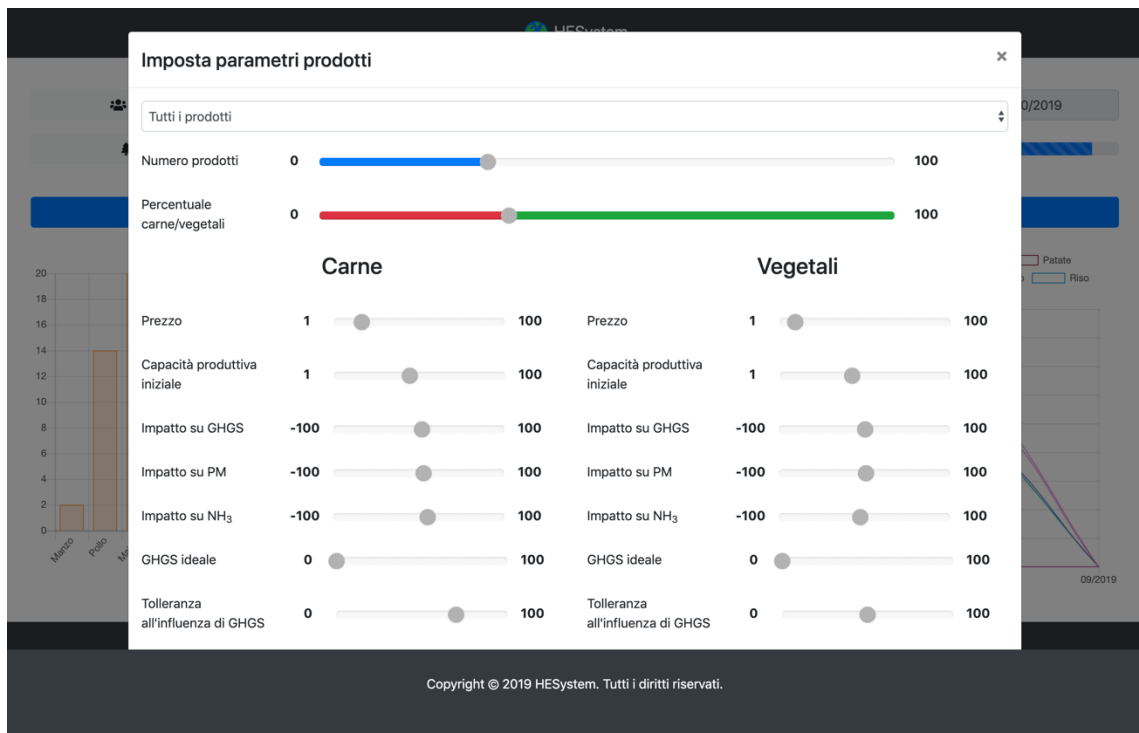 HESystem
Imposta parametri prodotti
×
0/2019
Tutti i prodotti
Numero prodotti 0 100
Percentuale
carne/vegetali
0 100
Carne Vegetali
Patate
Riso
20
18
16
14
12
10
8
6
4
2
0
Manzo Pollo
09/2019
Prezzo 1 100 Prezzo 1 100
Capacità produttiva
iniziale
1 100
Capacità produttiva
iniziale
1 100
Impatto su GHGS -100 100 Impatto su GHGS -100 100
Impatto su PM -100 100 Impatto su PM -100 100
Impatto su NH₃ -100 100 Impatto su NH₃ -100 100
GHGS ideale 0 100 GHGS ideale 0 100
Tolleranza
all'influenza di GHGS
0 100
Tolleranza
all'influenza di GHGS
0 100
Copyright © 2019 HESystem. Tutti i diritti riservati.